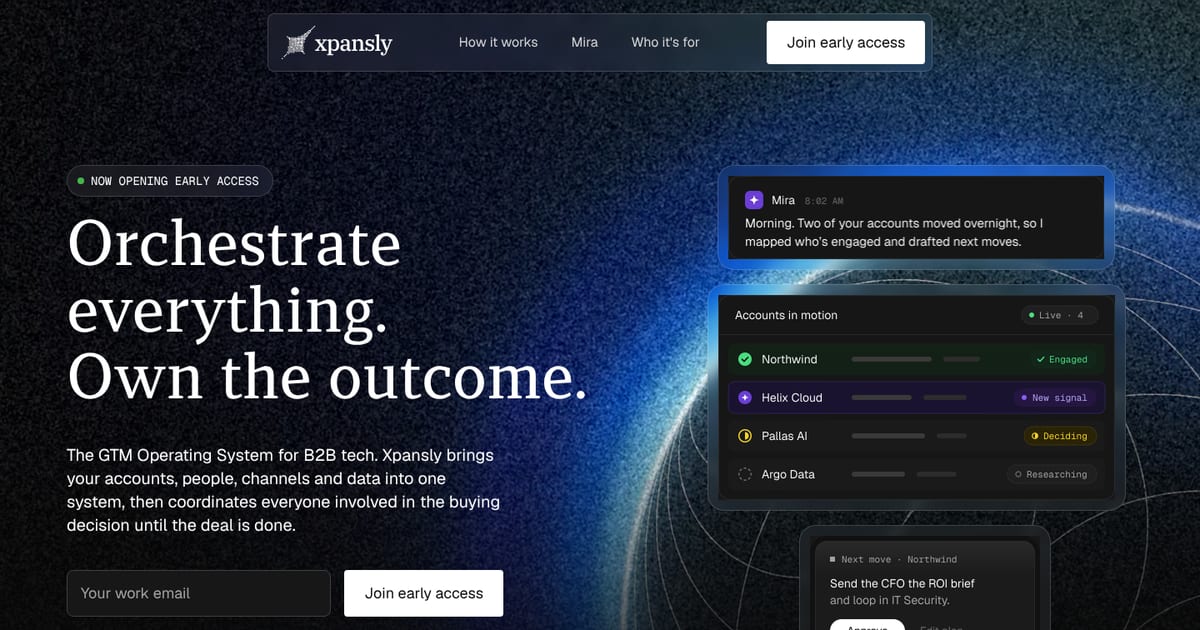 xpansly
How it works
Mira
Who it's for
Join early access
NOW OPENING EARLY ACCESS
Orchestrate
everything.
Own the outcome.
The GTM Operating System for B2B tech. Xpansly brings
your accounts, people, channels and data into one
system, then coordinates everyone involved in the buying
decision until the deal is done.
Your work email
Join early access
Mira 8:02 AM
Morning. Two of your accounts moved overnight, so I
mapped who's engaged and drafted next moves.
Accounts in motion
Live · 4
Northwind
Engaged
Helix Cloud
New signal
Pallas AI
Deciding
Argo Data
Researching
Next move · Northwind
Send the CFO the ROI brief
and loop in IT Security.
Approve
Edit plan